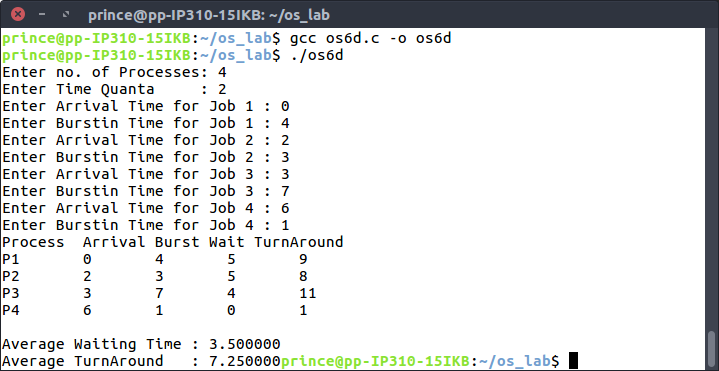 prince@pp-IP310-15IKB: ~/os_lab
prince@pp-IP310-15IKB:~/os_lab$ gcc os6d.c -o os6d
prince@pp-IP310-15IKB:~/os_lab$ ./os6d
Enter no. of Processes: 4
Enter Time Quanta     : 2
Enter Arrival Time for Job 1 : 0
Enter Burstin Time for Job 1 : 4
Enter Arrival Time for Job 2 : 2
Enter Burstin Time for Job 2 : 3
Enter Arrival Time for Job 3 : 3
Enter Burstin Time for Job 3 : 7
Enter Arrival Time for Job 4 : 6
Enter Burstin Time for Job 4 : 1
Process  Arrival Burst Wait TurnAround
P1       0       4       5       9
P2       2       3       5       8
P3       3       7       4       11
P4       6       1       0       1
Average Waiting Time : 3.500000
Average TurnAround   : 7.250000prince@pp-IP310-15IKB:~/os_lab$